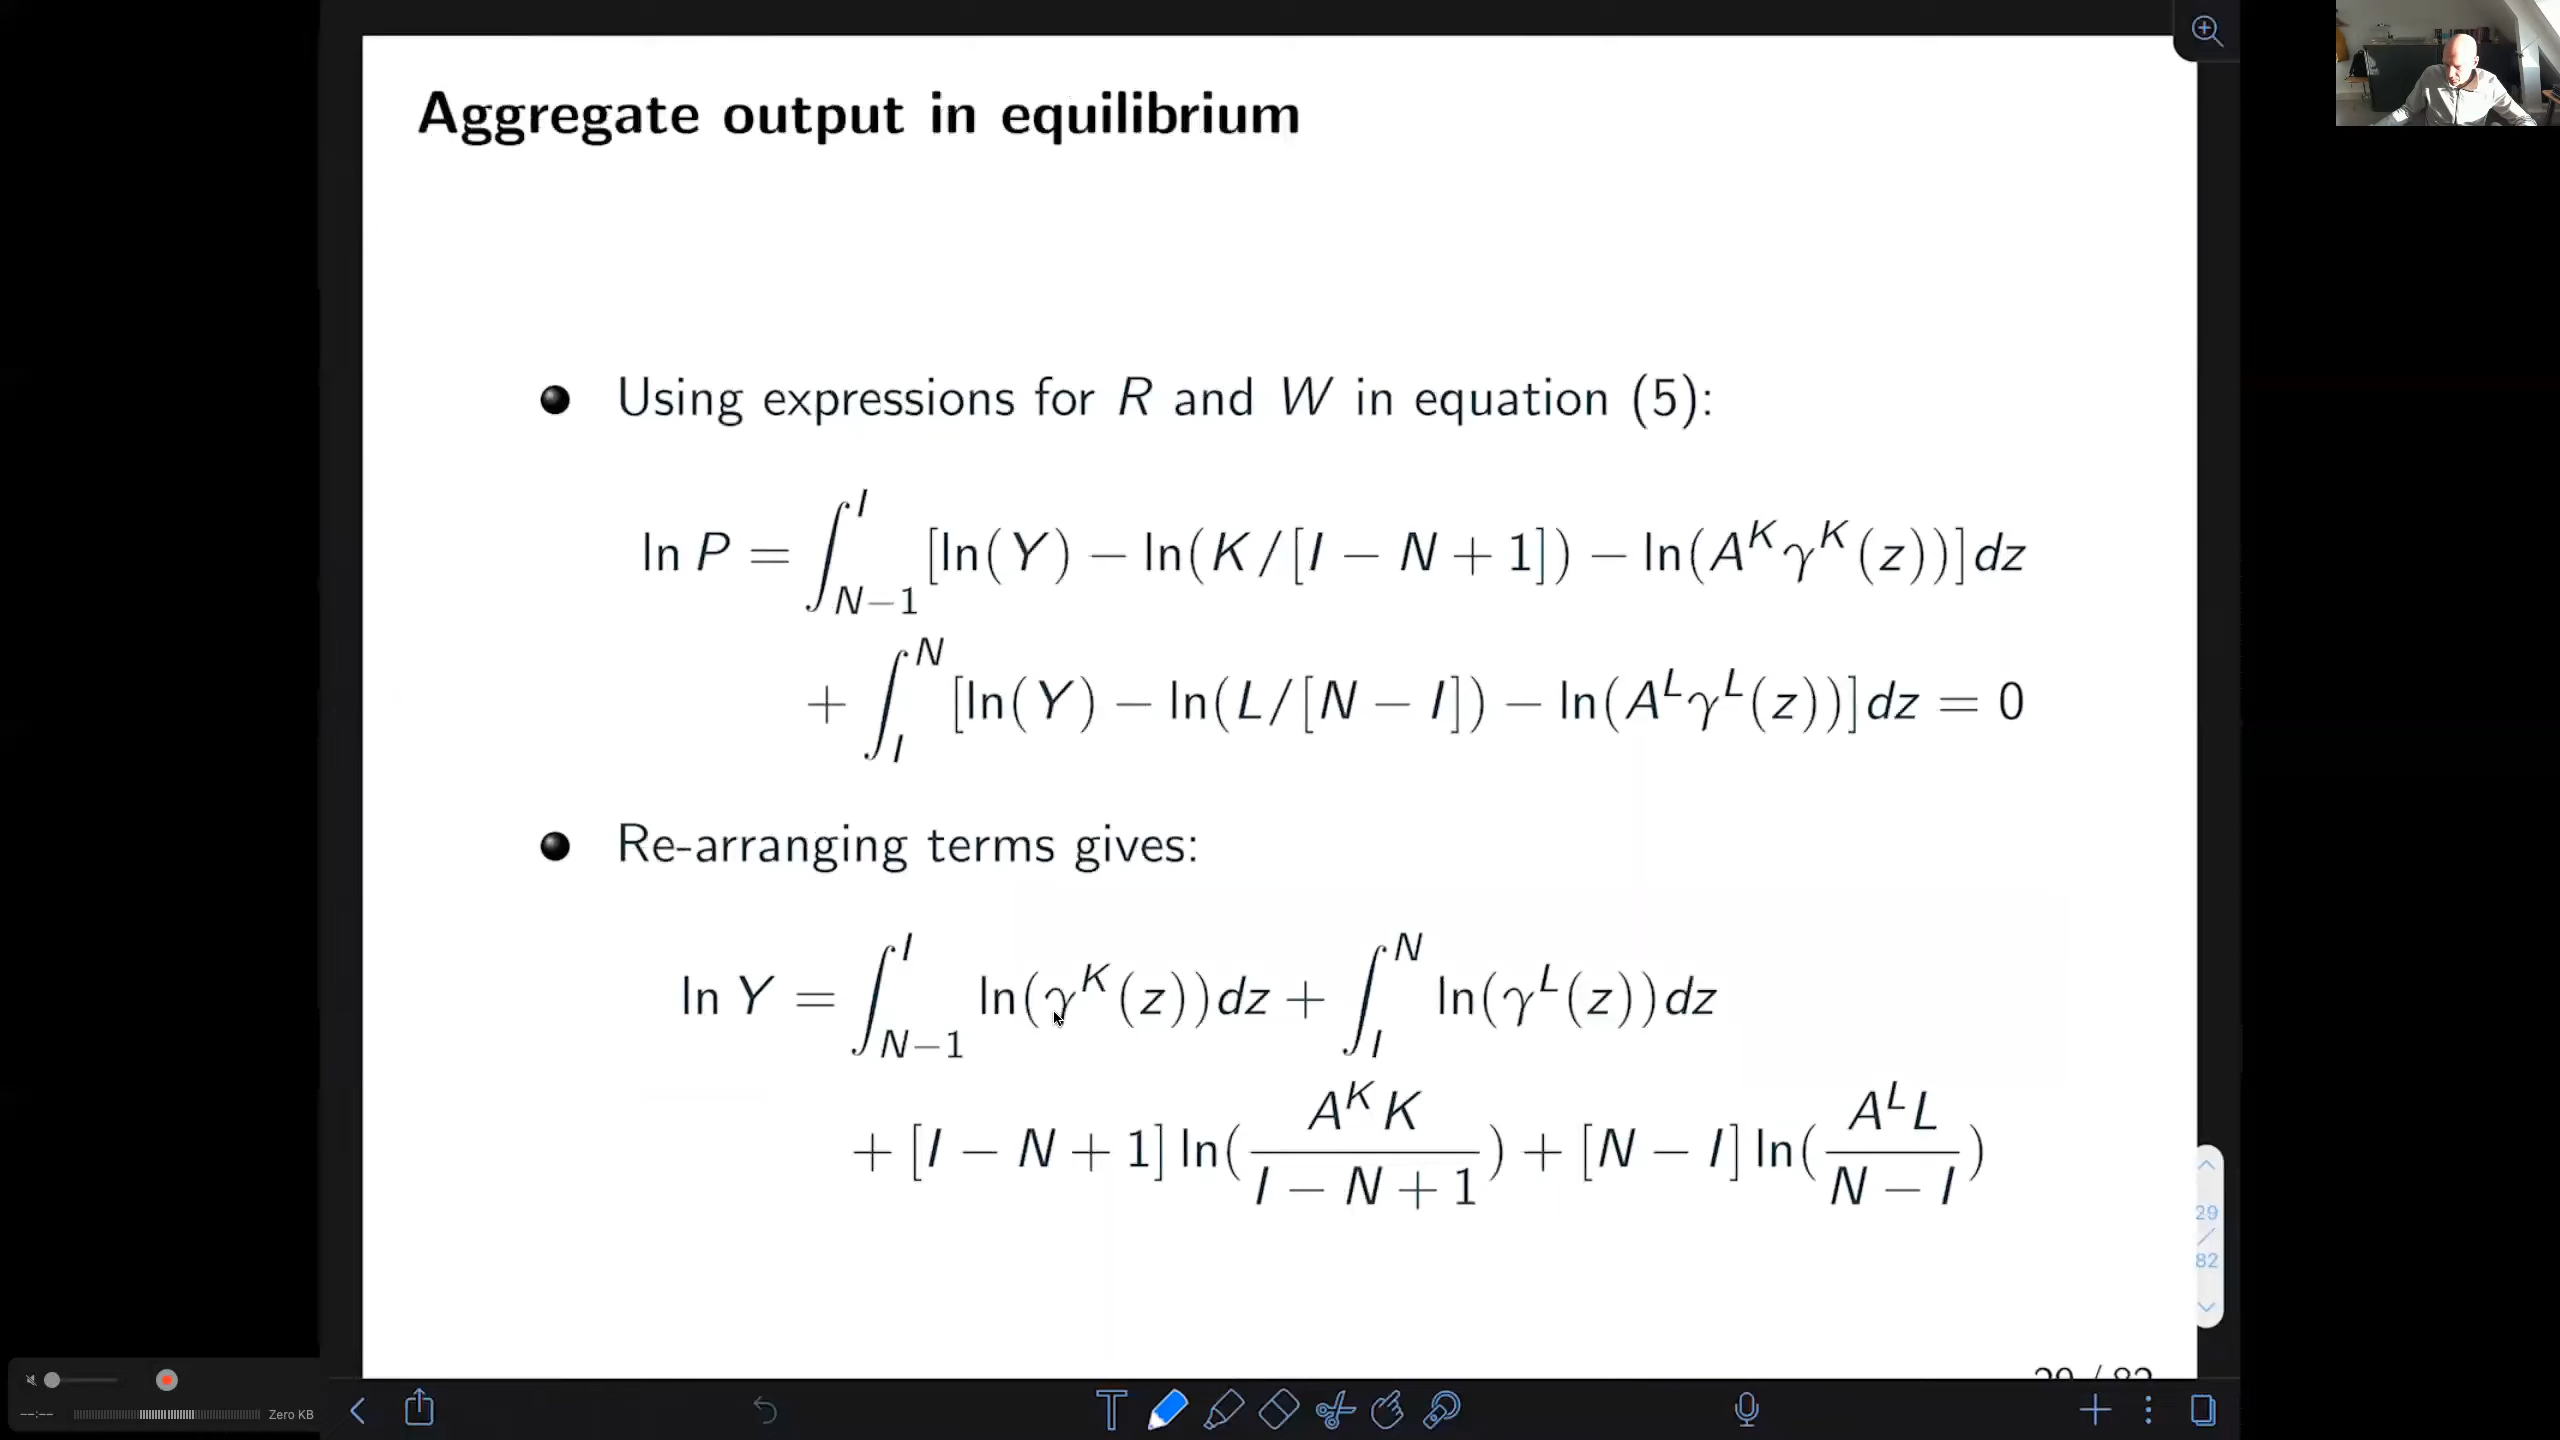 Aggregate output in equilibrium
Using expressions for R and W in equation (5):
ln P = ∫_{N−1}^{I} [ln(Y) − ln(K/[I − N + 1]) − ln(A^K γ^K(z))]dz
+ ∫_{I}^{N} [ln(Y) − ln(L/[N − I]) − ln(A^L γ^L(z))]dz = 0
Re-arranging terms gives:
ln Y = ∫_{N−1}^{I} ln(γ^K(z))dz + ∫_{I}^{N} ln(γ^L(z))dz
+ [I − N + 1] ln(A^K K / I − N + 1) + [N − I] ln(A^L L / N − I)
29
/
82
29 / 82
--:--
Zero KB
T